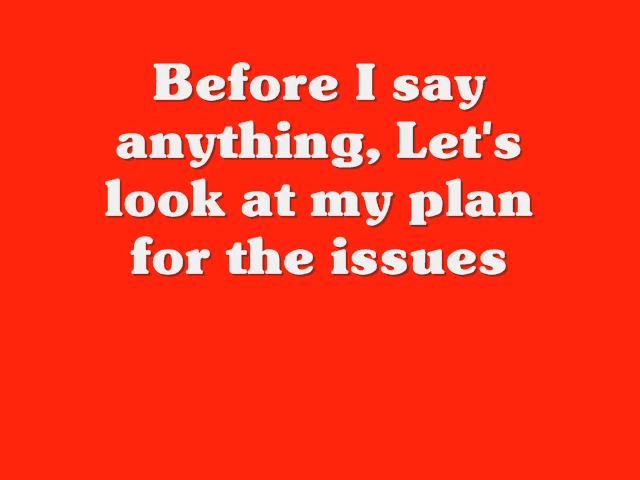 Before I say
anything, Let's
look at my plan
for the issues